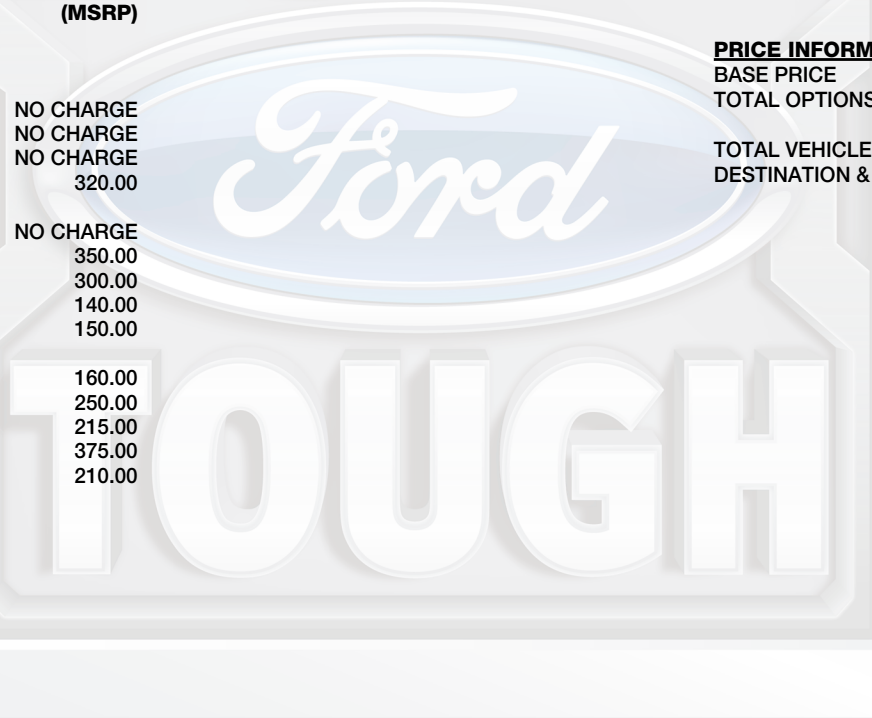 (MSRP)
NO CHARGE
NO CHARGE
NO CHARGE
320.00
NO CHARGE
350.00
300.00
140.00
150.00
160.00
250.00
215.00
375.00
210.00
PRICE INFORM
BASE PRICE
TOTAL OPTIONS
TOTAL VEHICLE
DESTINATION &
Ford
TOUGH